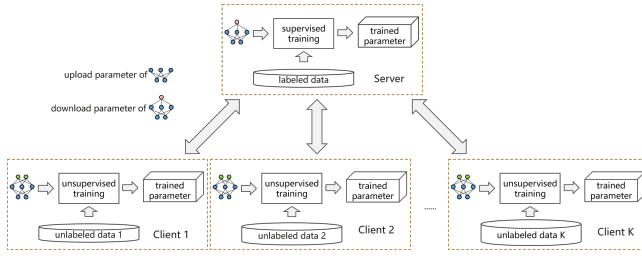 supervised
training
trained
parameter
labeled data
Server
upload parameter of
download parameter of
unsupervised
training
trained
parameter
unlabeled data 1
Client 1
unsupervised
training
trained
parameter
unlabeled data 2
Client 2
......
unsupervised
training
trained
parameter
unlabeled data K
Client K